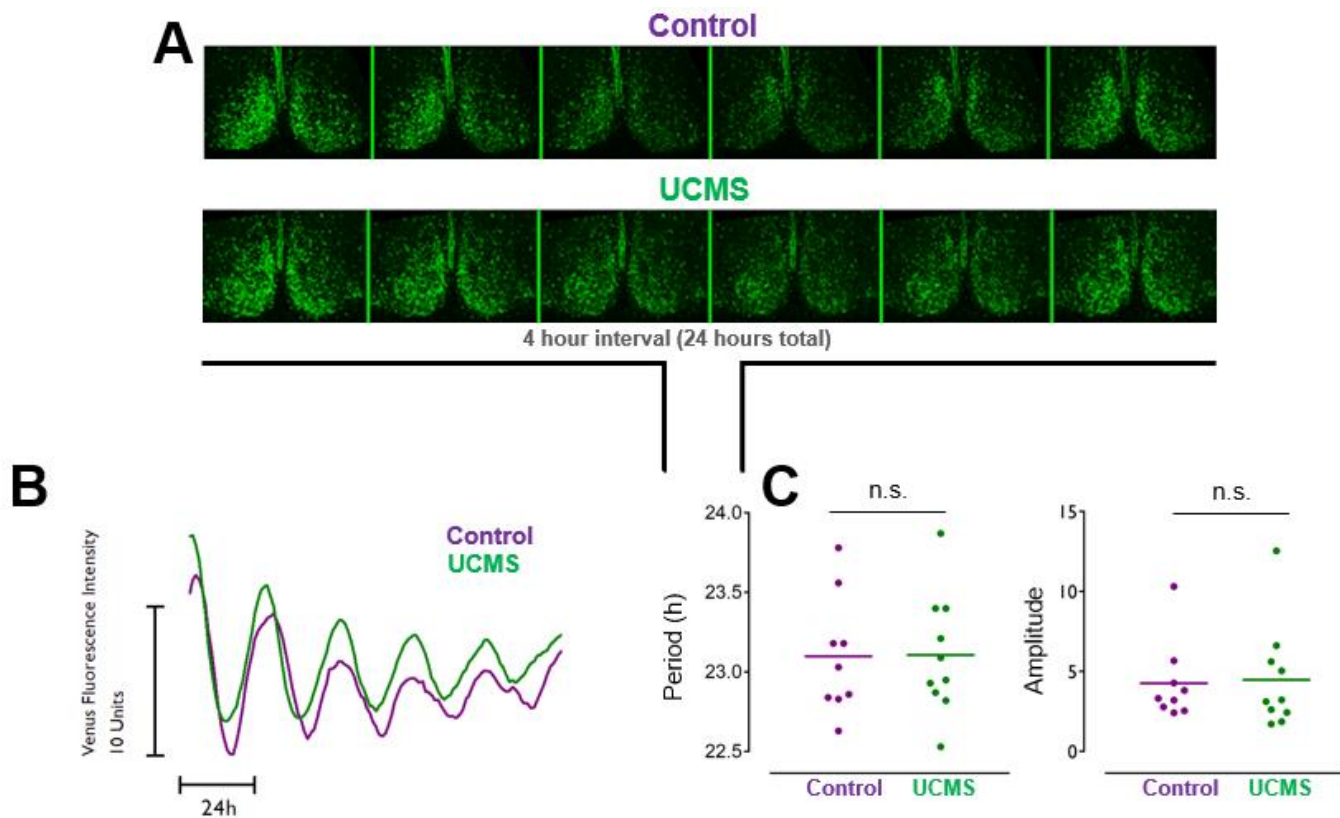 A
Control
UCMS
4 hour interval (24 hours total)
B
Venus Fluorescence Intensity
10 Units
Control
UCMS
24h
C
n.s.
Period (h)
24.0
23.5
23.0
22.5
Control
UCMS
n.s.
Amplitude
15
10
5
0
Control
UCMS